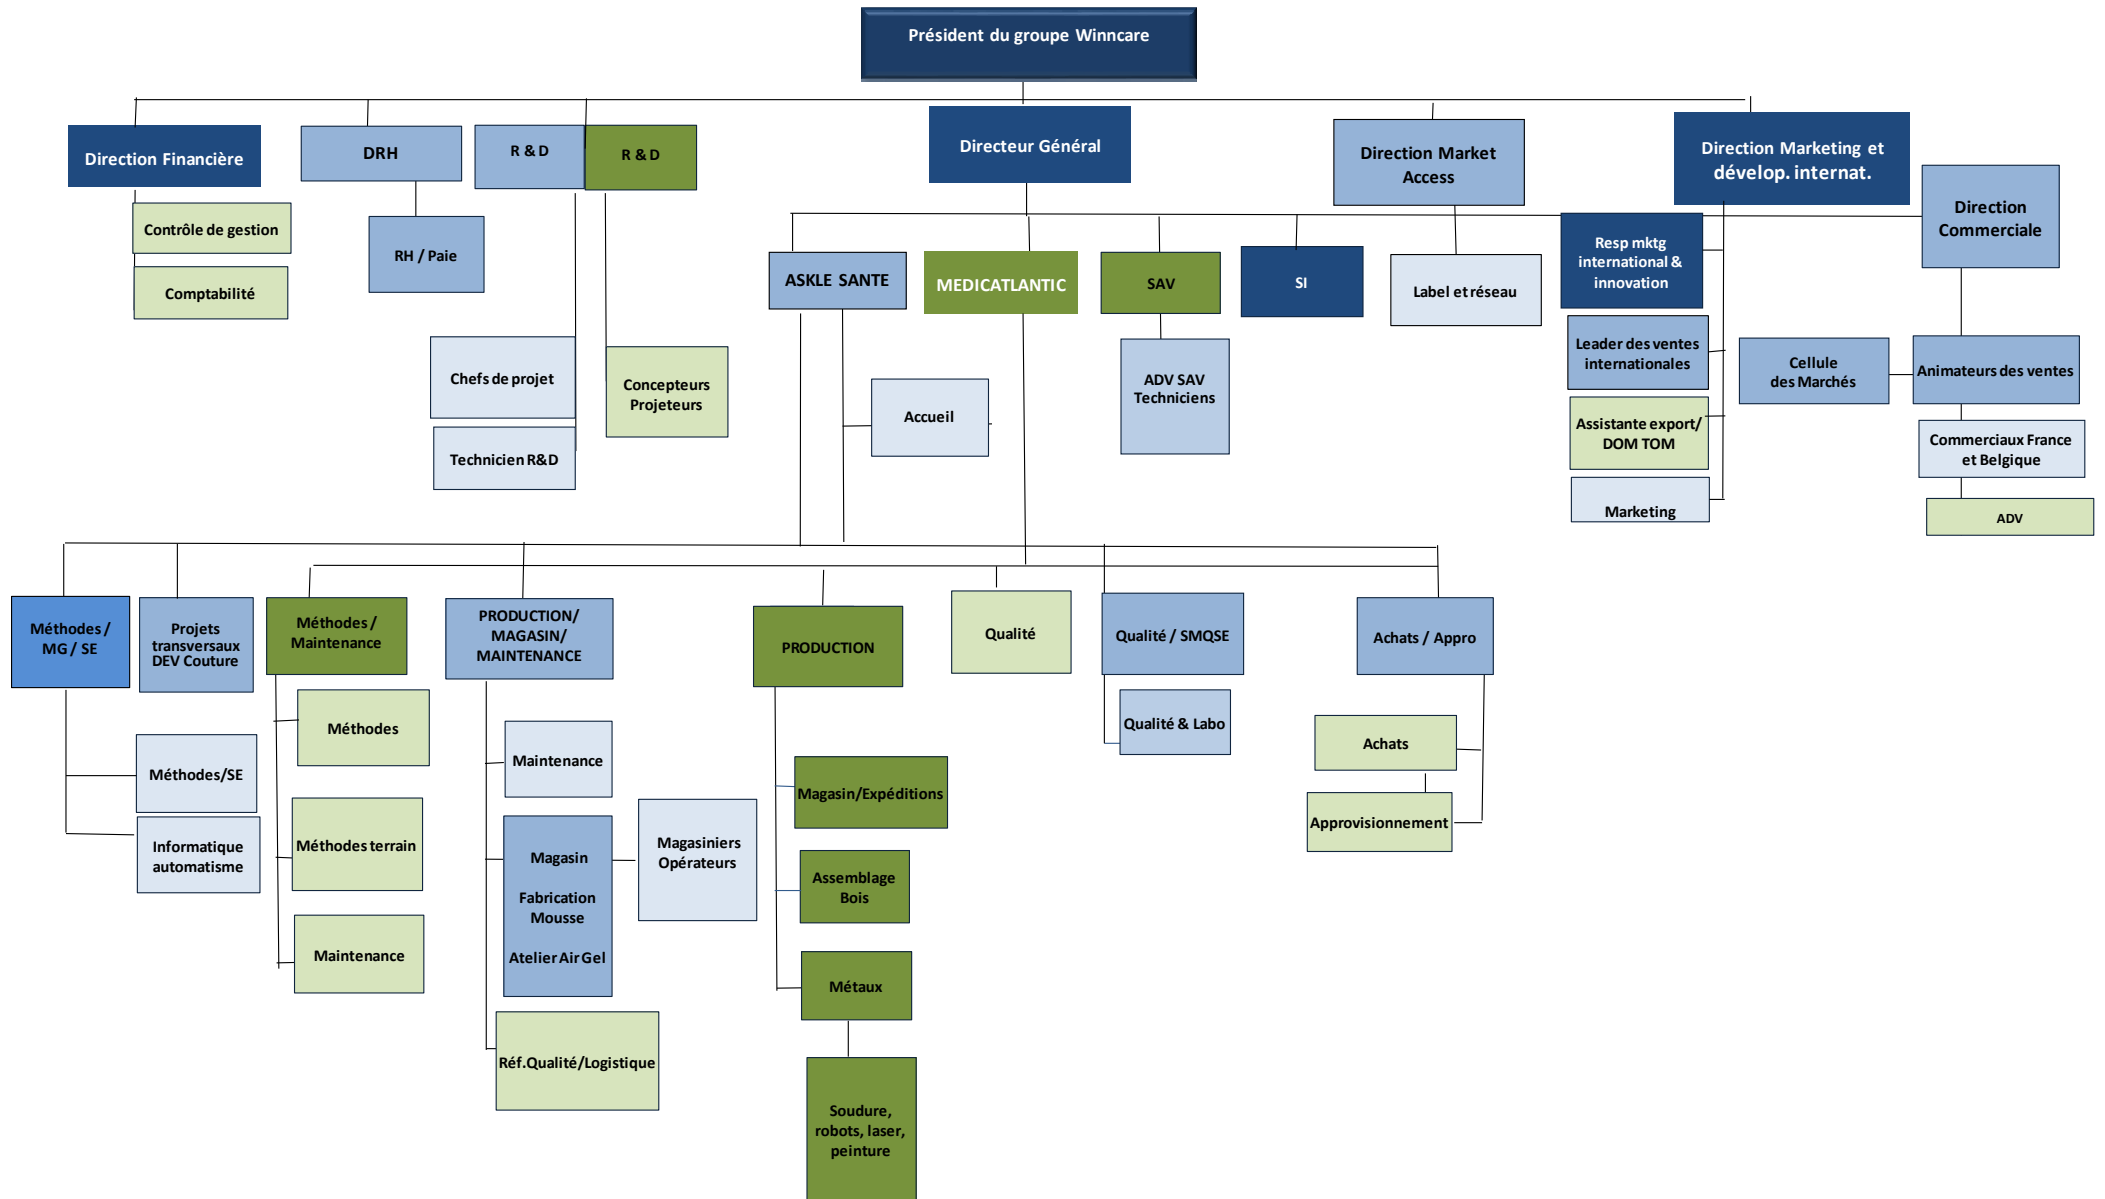 Président du groupe Winncare
Direction Financière
DRH
R & D
R & D
Directeur Général
Direction Market
Access
Direction Marketing et
dévelop. internat.
Direction
Commerciale
Contrôle de gestion
Comptabilité
RH / Paie
ASKLE SANTE
MEDICATLANTIC
SAV
SI
Label et réseau
Resp mktg
international &
innovation
Chefs de projet
Technicien R&D
Concepteurs
Projeteurs
Accueil
ADV SAV
Techniciens
Leader des ventes
internationales
Assistante export/
DOM TOM
Marketing
Cellule
des Marchés
Animateurs des ventes
Commerciaux France
et Belgique
ADV
Méthodes /
MG / SE
Projets
transversaux
DEV Couture
Méthodes /
Maintenance
PRODUCTION/
MAGASIN/
MAINTENANCE
PRODUCTION
Qualité
Qualité / SMQSE
Achats / Appro
Méthodes/SE
Informatique
automatisme
Méthodes
Méthodes terrain
Maintenance
Maintenance
Magasin
Fabrication
Mousse
Atelier Air Gel
Magasiniers
Opérateurs
Réf.Qualité/Logistique
Magasin/Expéditions
Assemblage
Bois
Métaux
Soudure,
robots, laser,
peinture
Qualité & Labo
Achats
Approvisionnement